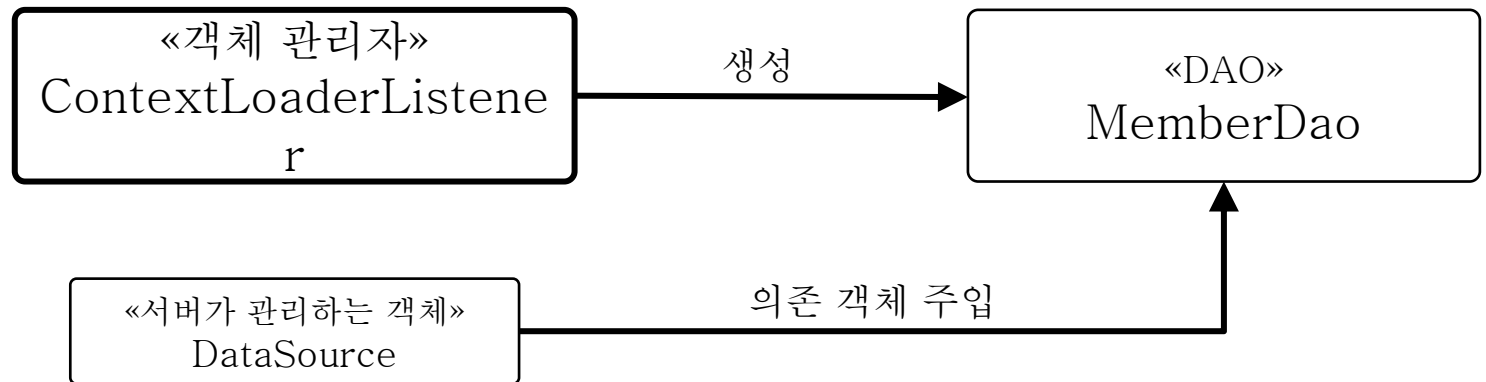 «객체 관리자»
ContextLoaderListene
r
생성
«DAO»
MemberDao
«서버가 관리하는 객체»
DataSource
의존 객체 주입